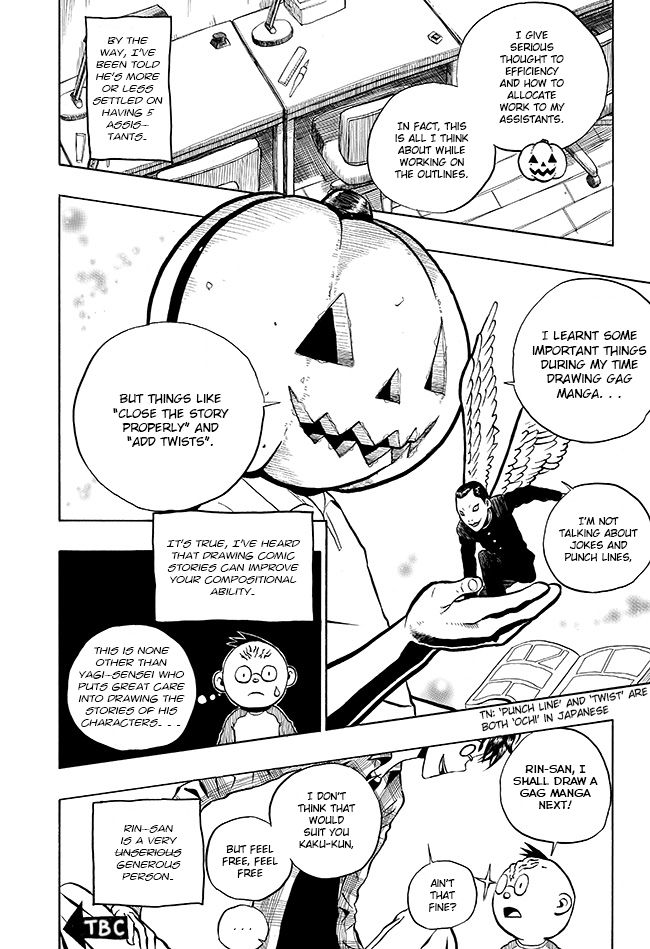 I GIVE
SERIOUS
THOUGHT TO
EFFICIENCY
AND HOW TO
ALLOCATE
WORK TO MY
ASSISTANTS.
IN FACT, THIS
IS ALL I THINK
ABOUT WHILE
WORKING ON
THE OUTLINES.
BY THE
WAY, I'VE
BEEN TOLD
HE'S MORE
OR LESS
SETTLED ON
HAVING 5
ASSIS-
TANTS.
I LEARNT SOME
IMPORTANT THINGS
DURING MY TIME
DRAWING GAG
MANGA. . .
I'M NOT
TALKING ABOUT
JOKES AND
PUNCH LINES,
BUT THINGS LIKE
"CLOSE THE STORY
PROPERLY" AND
"ADD TWISTS".
TN: 'PUNCH LINE' AND 'TWIST' ARE
BOTH 'OCHI' IN JAPANESE
IT'S TRUE, I'VE HEARD
THAT DRAWING COMIC
STORIES CAN IMPROVE
YOUR COMPOSITIONAL
ABILITY.
THIS IS NONE
OTHER THAN
YAGI-SENSEI WHO
PUTS GREAT CARE
INTO DRAWING THE
STORIES OF HIS
CHARACTERS. . .
RIN-SAN, I
SHALL DRAW A
GAG MANGA
NEXT!
AIN'T
THAT
FINE?
I DON'T
THINK THAT
WOULD
SUIT YOU
KAKU-KUN,
BUT FEEL
FREE, FEEL
FREE
. . .
RIN-SAN
IS A VERY
UNSERIOUS
GENEROUS
PERSON.
TBC